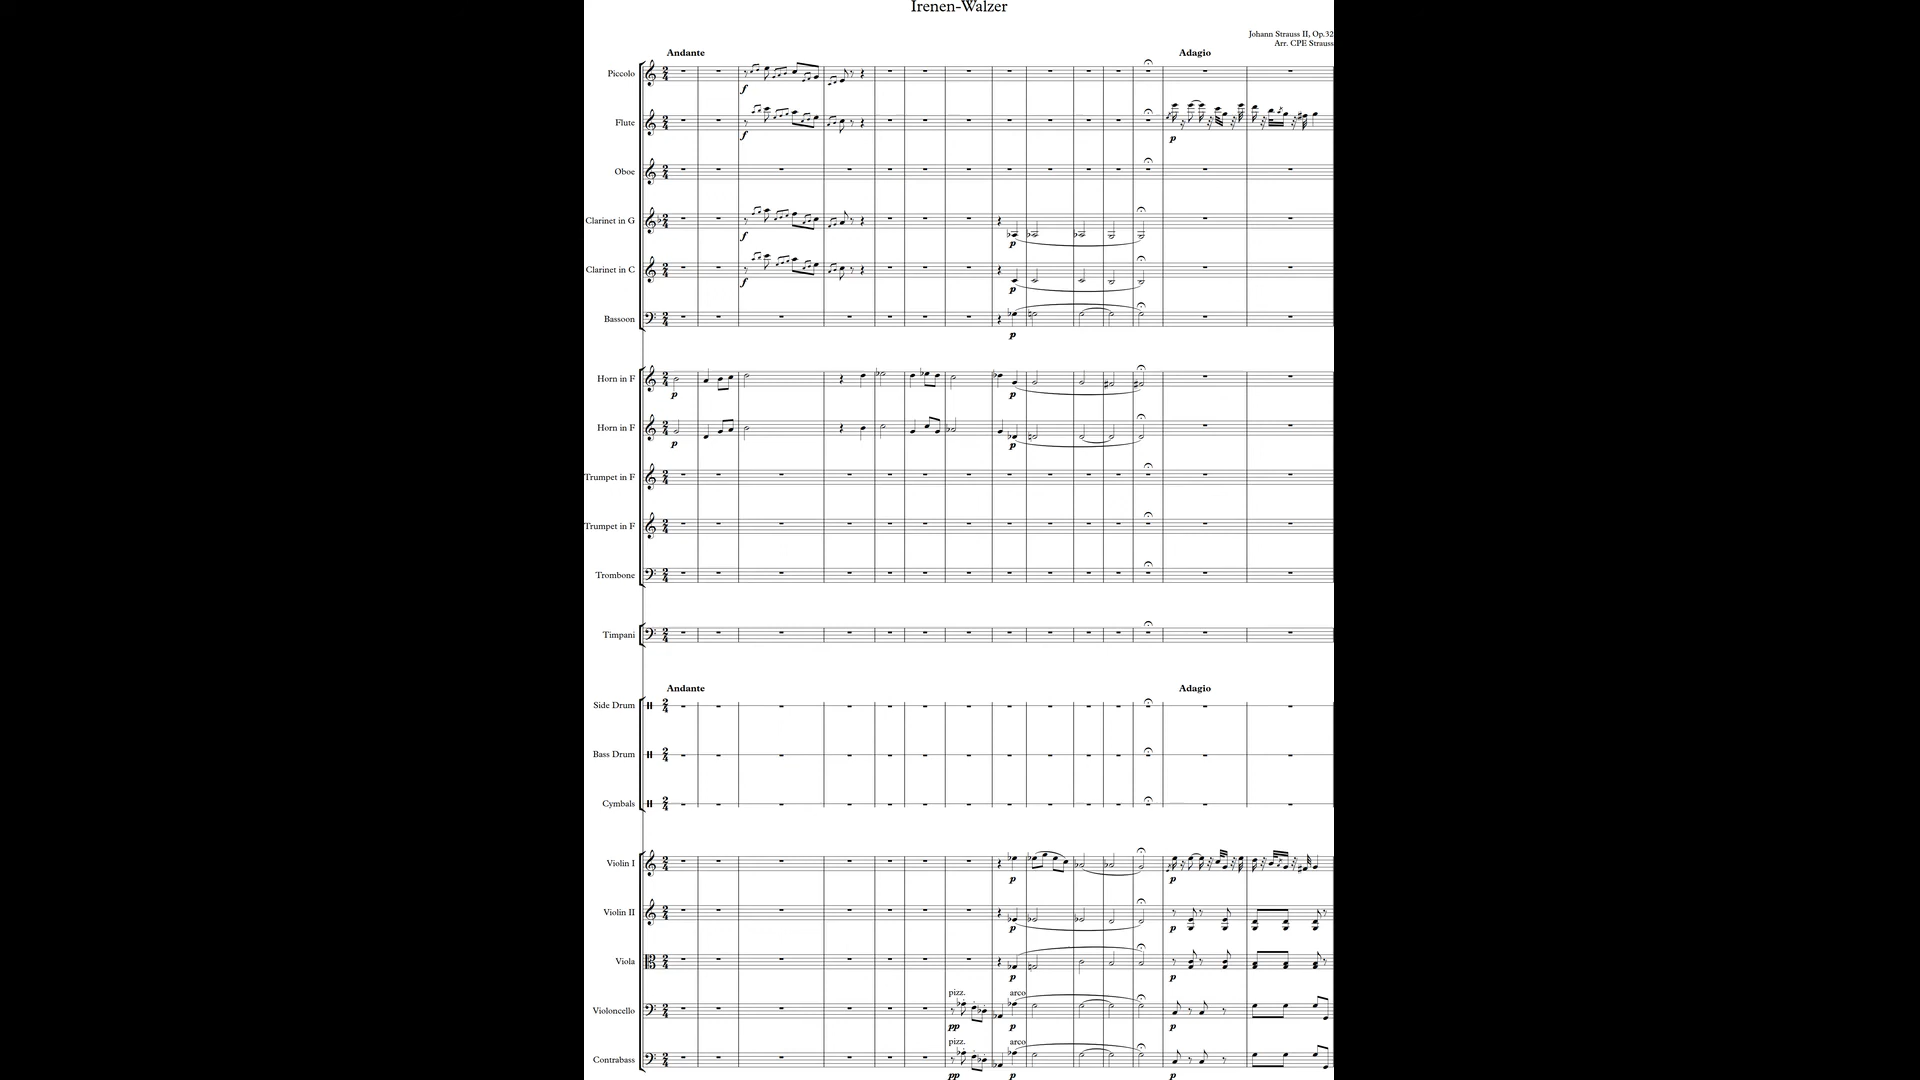 Irenen-Walzer
Johann Strauss II, Op.32
Arr. CPE Strauss
Andante
Adagio
Piccolo
f
Flute
f
p
Oboe
Clarinet in G
f
p
Clarinet in C
f
p
Bassoon
p
Horn in F
p
p
Horn in F
p
p
Trumpet in F
Trumpet in F
Trombone
Timpani
Andante
Adagio
Side Drum
Bass Drum
Cymbals
Violin I
p
p
Violin II
p
p
Viola
p
p
pizz.
arco
Violoncello
pp
p
p
pizz.
arco
Contrabass
pp
p
p